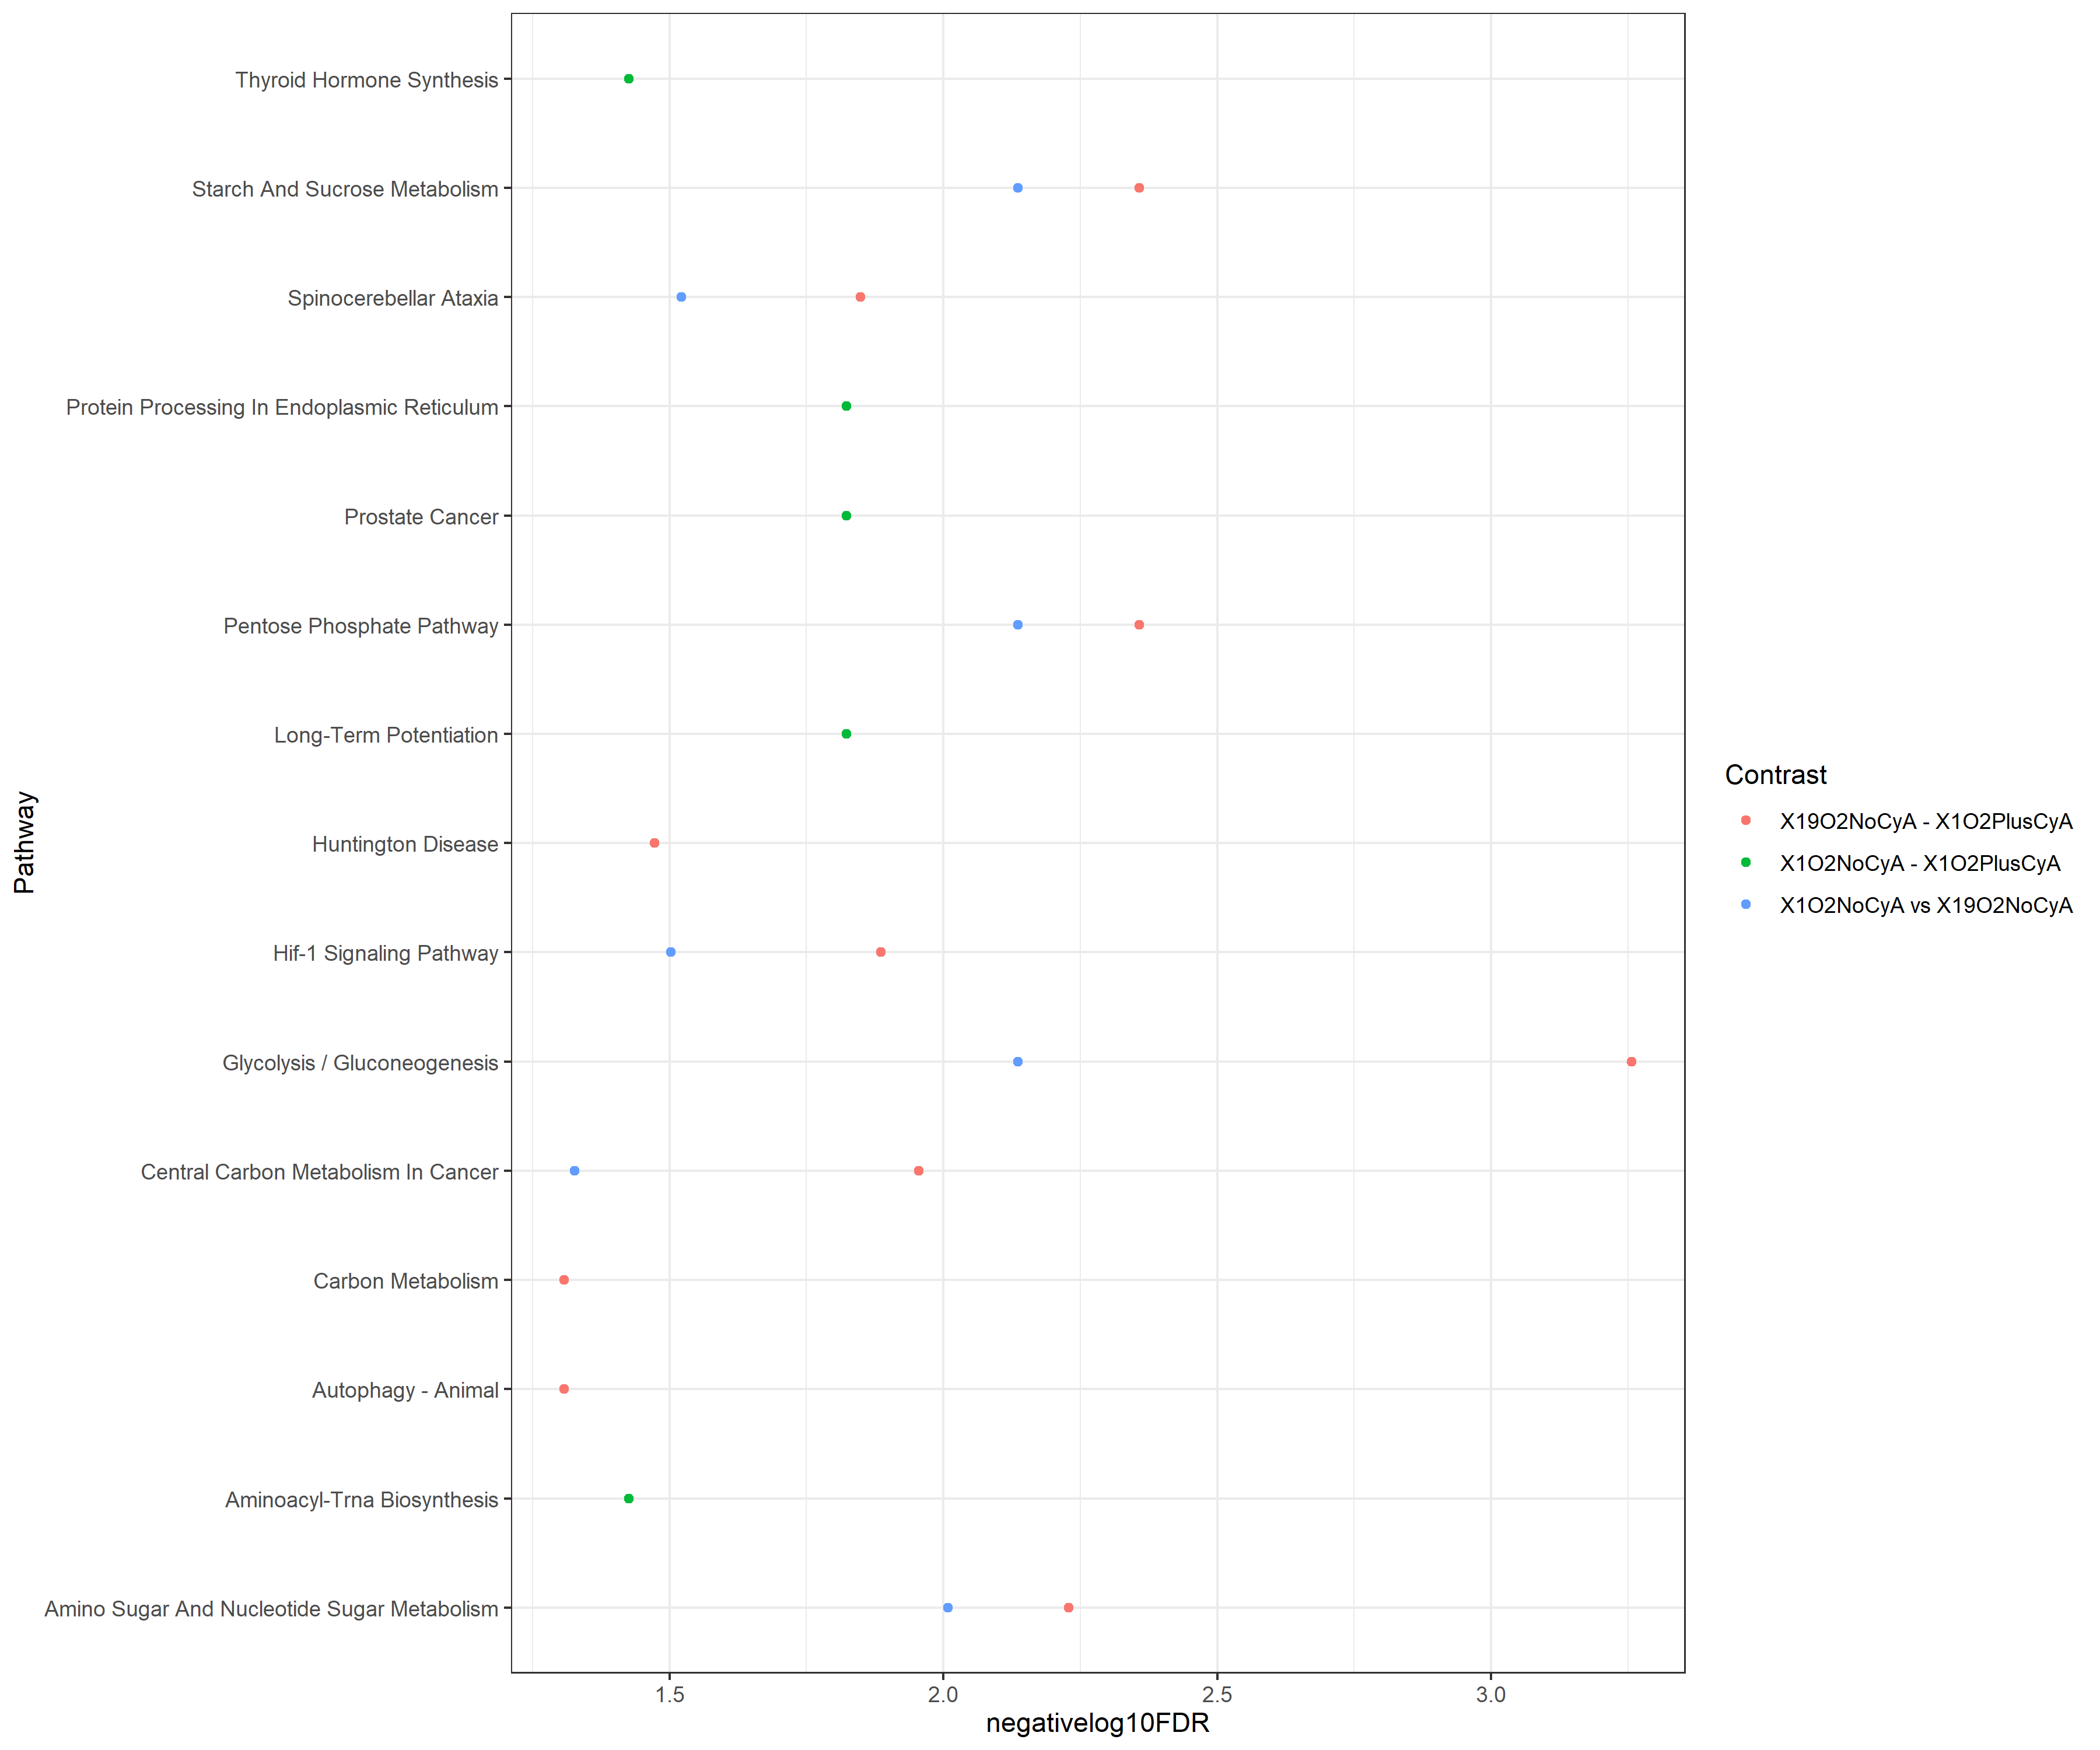 Pathway
Thyroid Hormone Synthesis
Starch And Sucrose Metabolism
Spinocerebellar Ataxia
Protein Processing In Endoplasmic Reticulum
Prostate Cancer
Pentose Phosphate Pathway
Long-Term Potentiation
Huntington Disease
Hif-1 Signaling Pathway
Glycolysis / Gluconeogenesis
Central Carbon Metabolism In Cancer
Carbon Metabolism
Autophagy - Animal
Aminoacyl-Trna Biosynthesis
Amino Sugar And Nucleotide Sugar Metabolism
1.5 2.0 2.5 3.0
negativelog10FDR
Contrast
X19O2NoCyA - X1O2PlusCyA
X1O2NoCyA - X1O2PlusCyA
X1O2NoCyA vs X19O2NoCyA